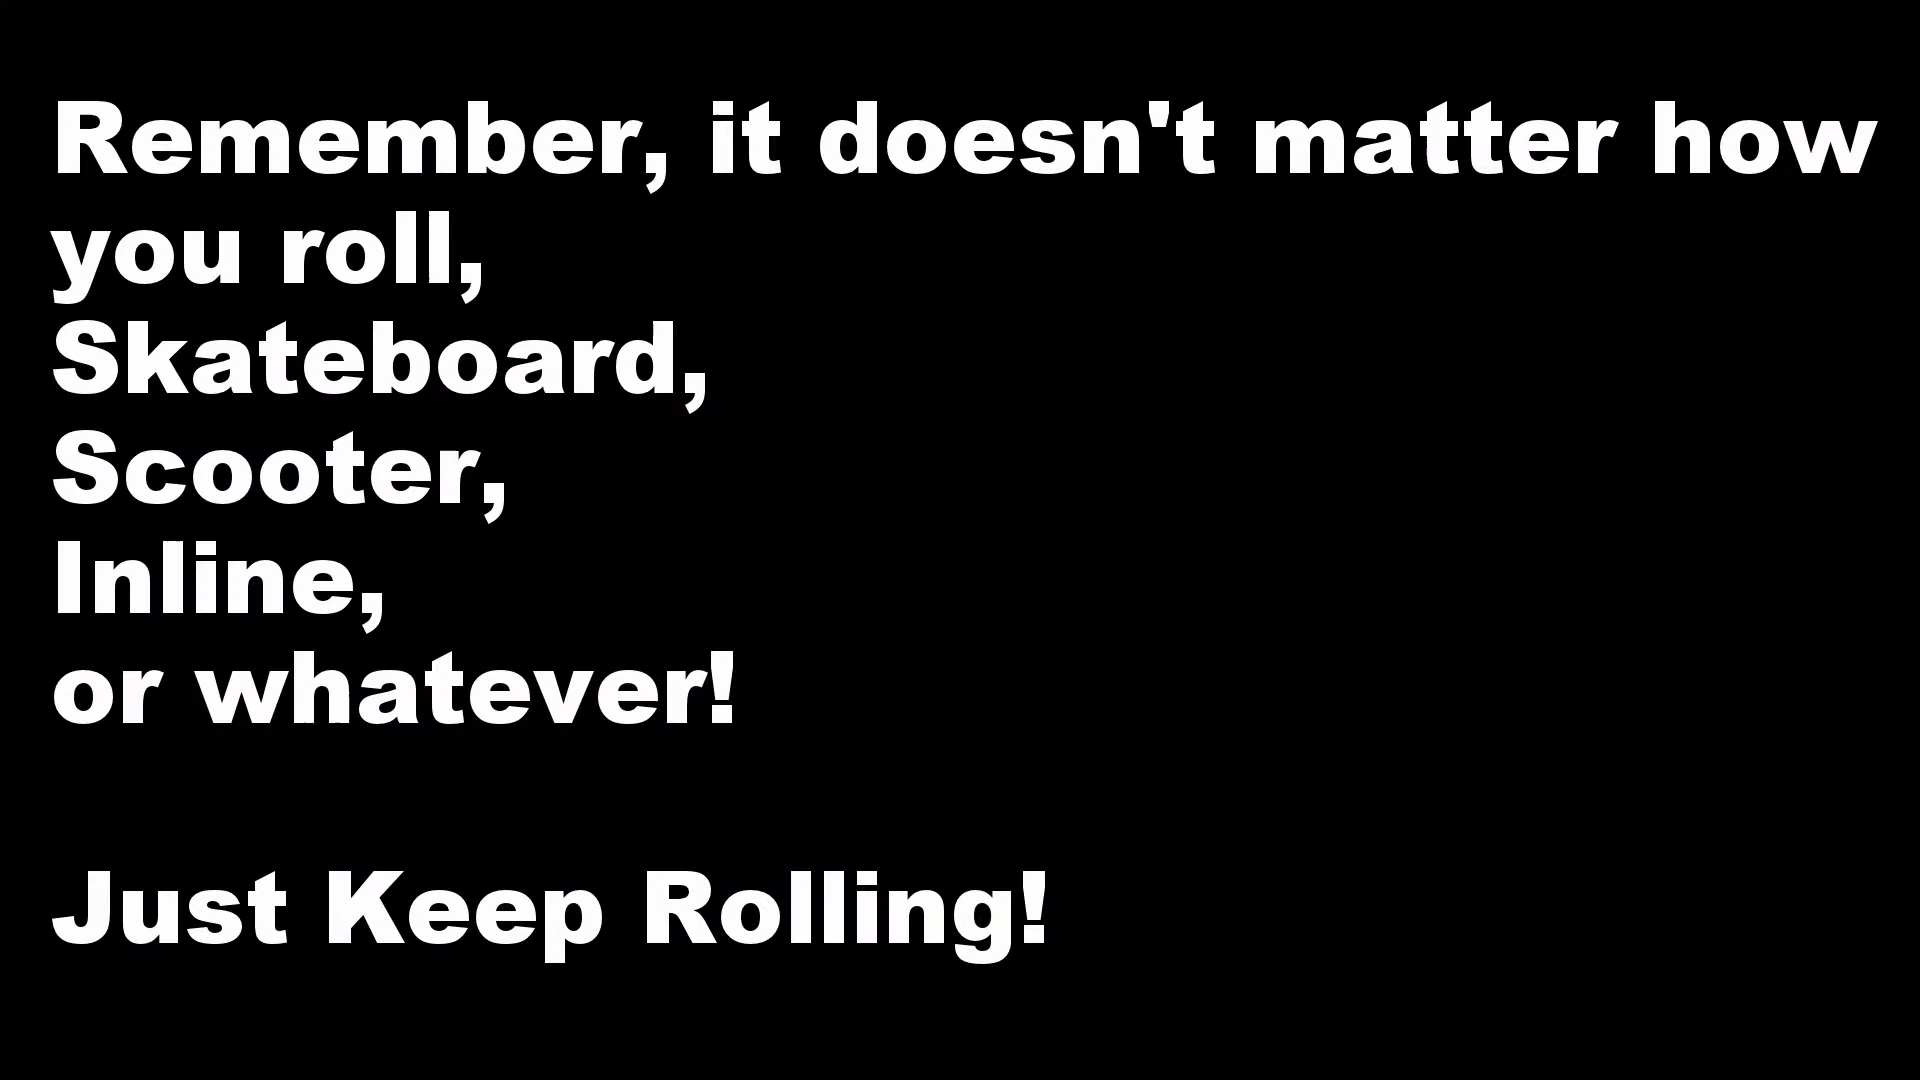 Remember, it doesn't matter how
you roll,
Skateboard,
Scooter,
Inline,
or whatever!
Just Keep Rolling!